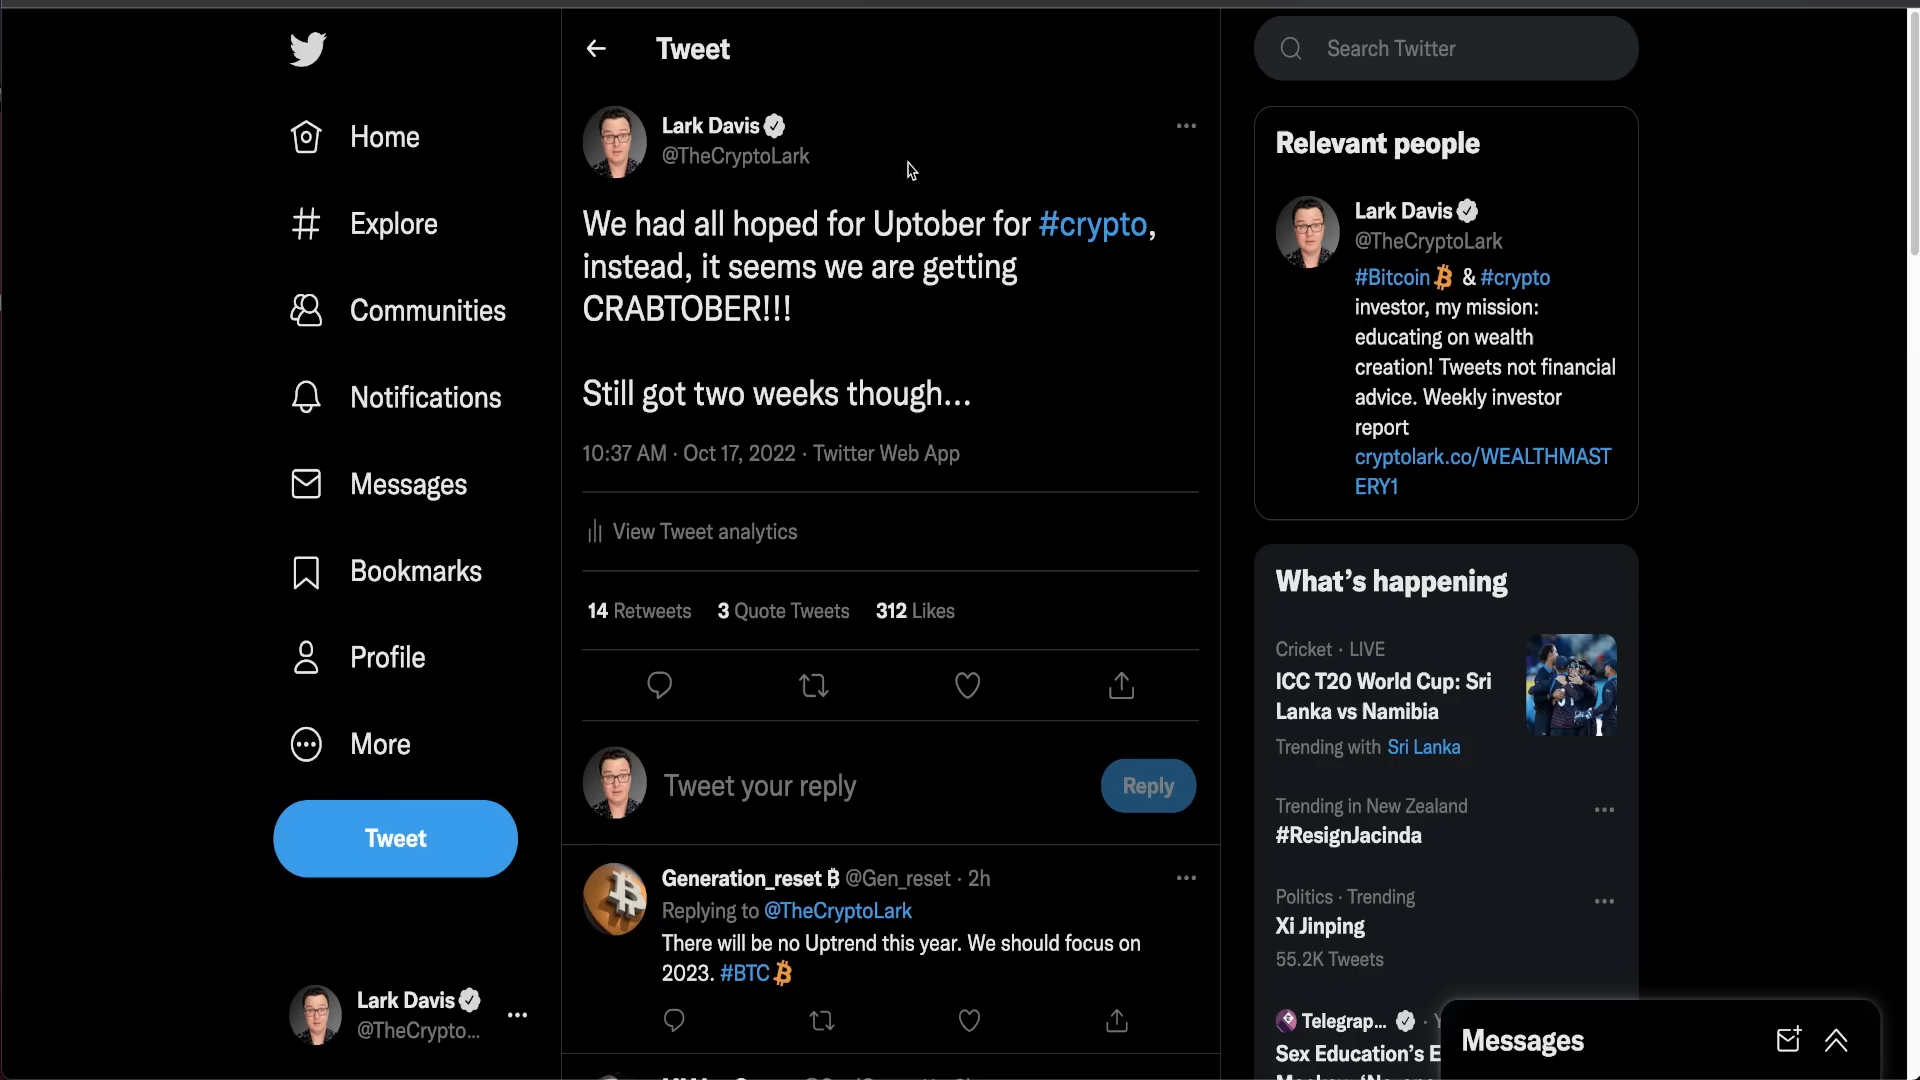 Home
Explore
Communities
Notifications
Messages
Bookmarks
Profile
More
Tweet
Lark Davis
@TheCrypto...
Tweet
Lark Davis
@TheCryptoLark
We had all hoped for Uptober for #crypto,
instead, it seems we are getting
CRABTOBER!!!
Still got two weeks though...
10:37 AM · Oct 17, 2022 · Twitter Web App
View Tweet analytics
14 Retweets 3 Quote Tweets 312 Likes
Tweet your reply
Reply
Generation_reset ₿ @Gen_reset · 2h
Replying to @TheCryptoLark
There will be no Uptrend this year. We should focus on
2023. #BTC
Search Twitter
Relevant people
Lark Davis
@TheCryptoLark
#Bitcoin & #crypto
investor, my mission:
educating on wealth
creation! Tweets not financial
advice. Weekly investor
report
cryptolark.co/WEALTHMAST
ERY1
What's happening
Cricket · LIVE
ICC T20 World Cup: Sri
Lanka vs Namibia
Trending with Sri Lanka
Trending in New Zealand
#ResignJacinda
Politics · Trending
Xi Jinping
55.2K Tweets
Telegrap...
Sex Education's E
Messages